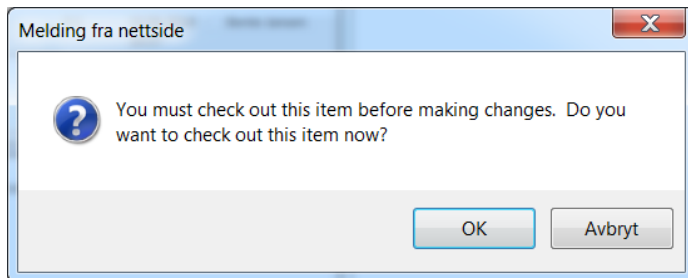 Melding fra nettside
You must check out this item before making changes.  Do you
want to check out this item now?
OK
Avbryt